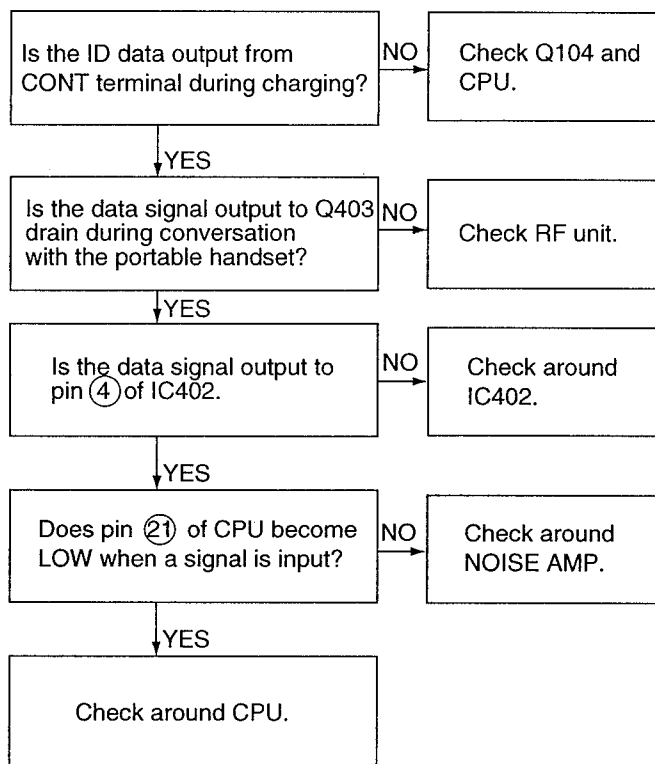 Is the ID data output from
CONT terminal during charging?
NO
Check Q104 and
CPU.
YES
Is the data signal output to Q403
drain during conversation
with the portable handset?
NO
Check RF unit.
YES
Is the data signal output to
pin ④ of IC402.
NO
Check around
IC402.
YES
Does pin ㉑ of CPU become
LOW when a signal is input?
NO
Check around
NOISE AMP.
YES
Check around CPU.